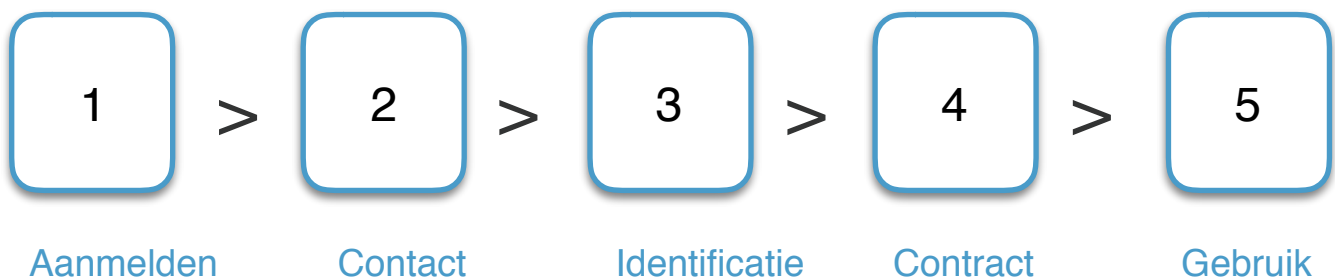 1 > 2 > 3 > 4 > 5
Aanmelden Contact Identificatie Contract Gebruik